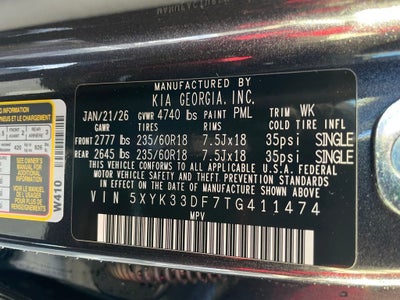 MANUFACTURED BY
KIA GEORGIA, INC.
JAN/21/26 GVWR 4740 lbs PAINT PML TRIM WK
GAWR TIRES RIMS COLD TIRE INFL
FRONT 2777 lbs 235/60R18 7.5Jx18 35psi SINGLE
REAR 2645 lbs 235/60R18 7.5Jx18 35psi SINGLE
THIS VEHICLE CONFORMS TO ALL APPLICABLE U.S.A. FEDERAL
MOTOR VEHICLE SAFETY AND THEFT PREVENTION STANDARDS
IN EFFECT ON THE DATE OF MANUFACTURE SHOWN ABOVE.
VIN 5XYK33DF7TG411474
MPV
SEE OWNER'S
W410